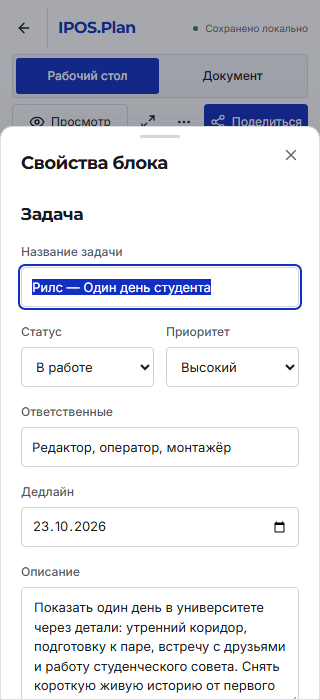 IPOS.Plan
Сохранено локально
Рабочий стол
Документ
Просмотр
Поделиться
Свойства блока
Задача
Название задачи
Рилс — Один день студента
Статус
Приоритет
В работе
Высокий
Ответственные
Редактор, оператор, монтажёр
Дедлайн
23.10.2026
Описание
Показать один день в университете
через детали: утренний коридор,
подготовку к паре, встречу с друзьями
и работу студенческого совета. Снять
короткую живую историю от первого